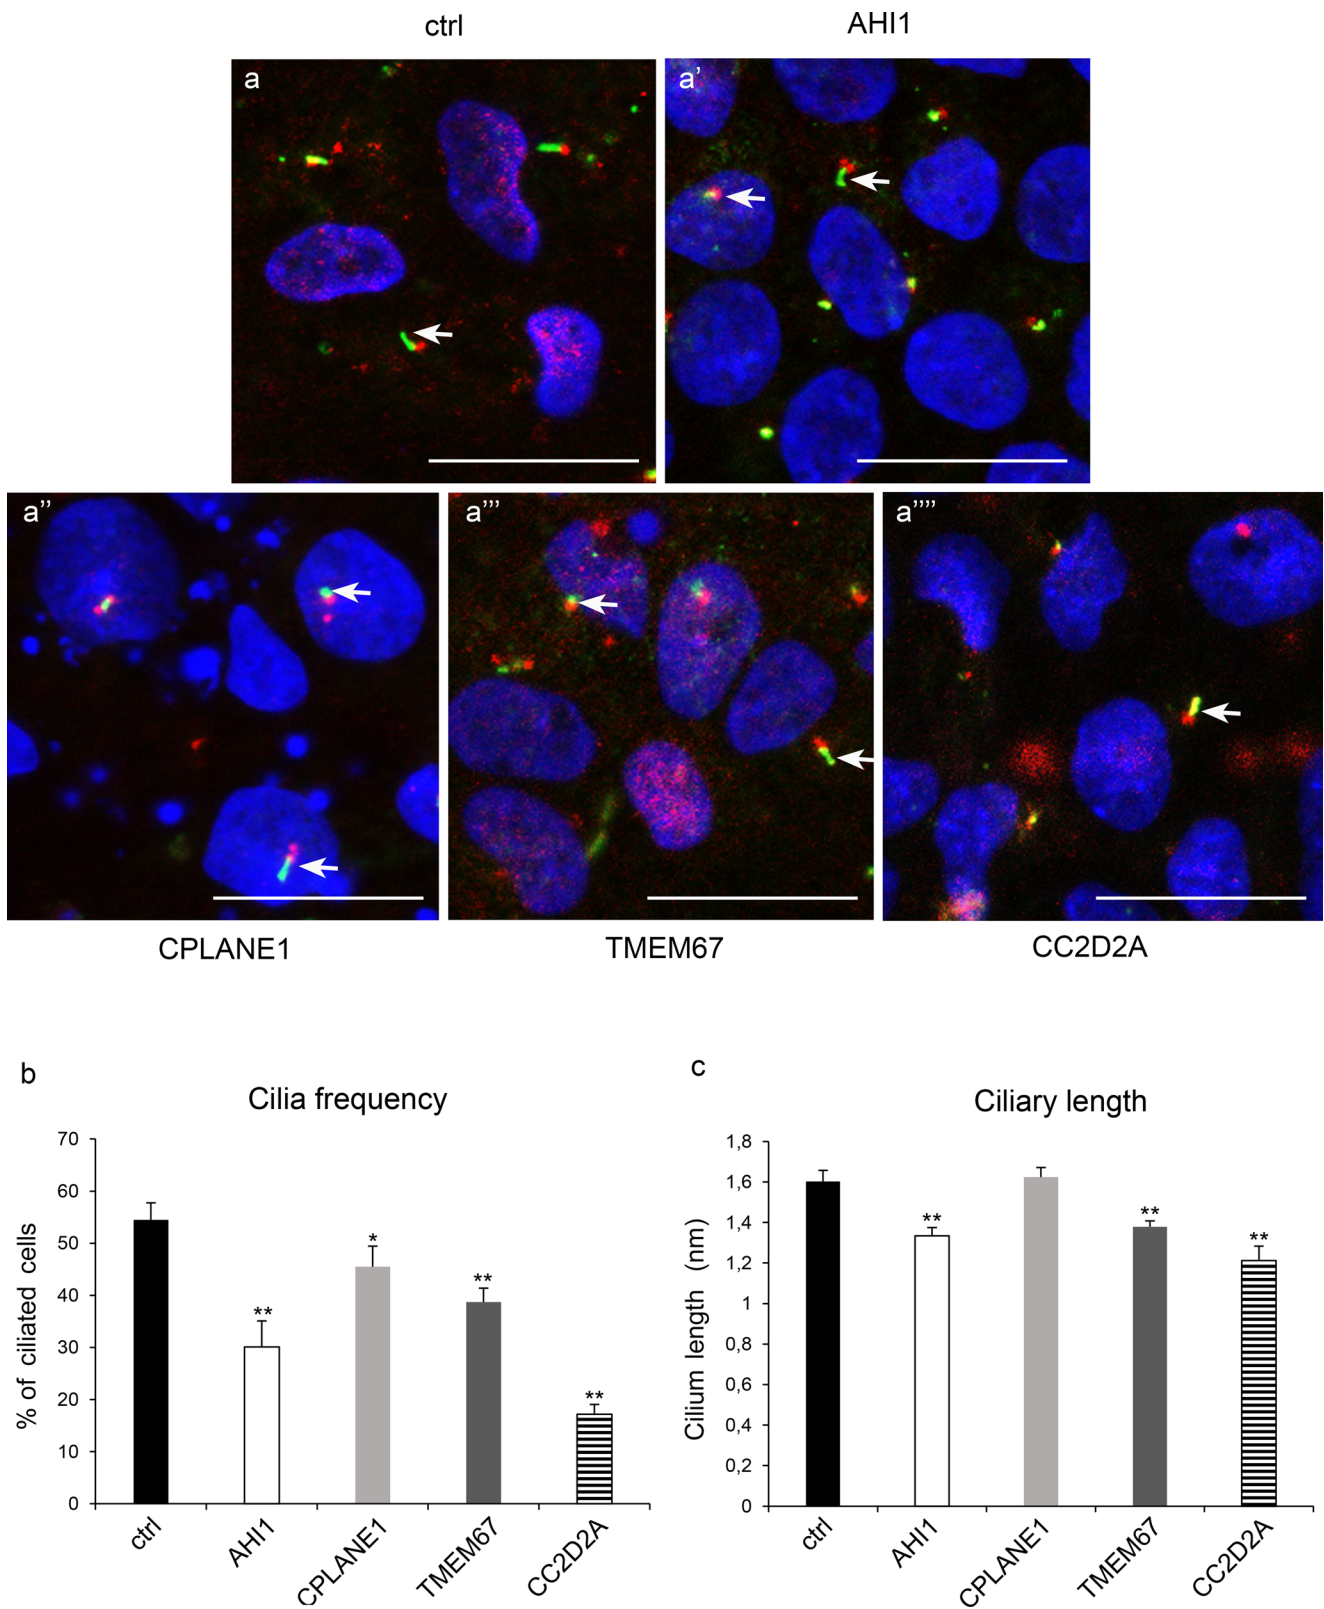 ctrl AHI1
a a'
a'' a''' a''''
CPLANE1 TMEM67 CC2D2A
b
Cilia frequency
% of ciliated cells
70
60
50
40
30
20
10
0
**
*
**
**
ctrl AHI1 CPLANE1 TMEM67 CC2D2A
c
Ciliary length
Cilium length (nm)
1,8
1,6
1,4
1,2
1
0,8
0,6
0,4
0,2
0
**
**
**
ctrl AHI1 CPLANE1 TMEM67 CC2D2A